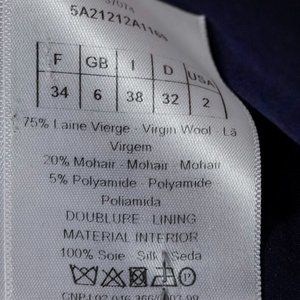 5A21212A1169
F GB I D USA
34 6 38 32 2
75% Laine Vierge - Virgin Wool - Lã
Virgem
20% Mohair - Mohair - Mohair
5% Polyamide - Polyamide -
Poliamida
DOUBLURE - LINING
MATERIAL INTERIOR
100% Soie - Silk - Seda